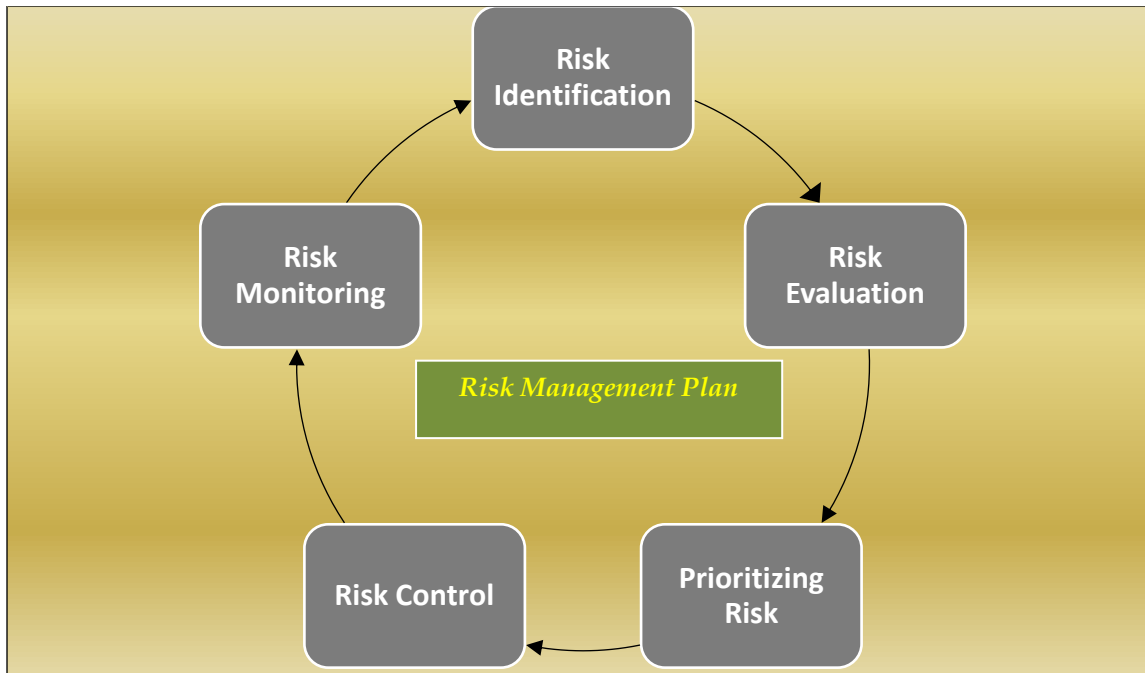 Risk
Identification
Risk
Evaluation
Prioritizing
Risk
Risk Control
Risk
Monitoring
Risk Management Plan